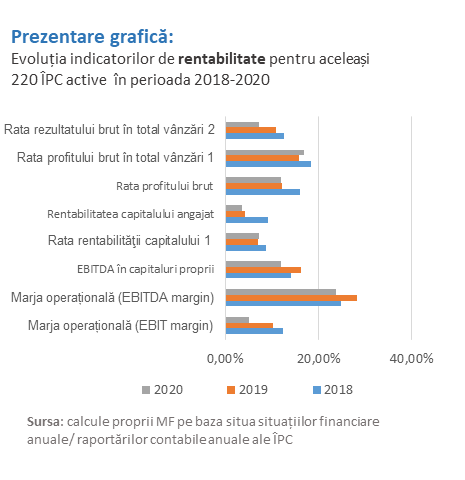 Prezentare grafică:
Evoluția indicatorilor de rentabilitate pentru aceleași
220 ÎPC active în perioada 2018-2020
Rata rezultatului brut în total vânzări 2
Rata profitului brut în total vânzări 1
Rata profitului brut
Rentabilitatea capitalului angajat
Rata rentabilităţii capitalului 1
EBITDA în capitaluri proprii
Marja operațională (EBITDA margin)
Marja operațională (EBIT margin)
0,00% 20,00% 40,00%
2020 2019 2018
Sursa: calcule proprii MF pe baza situa situațiilor financiare
anuale/ raportărilor contabile anuale ale ÎPC